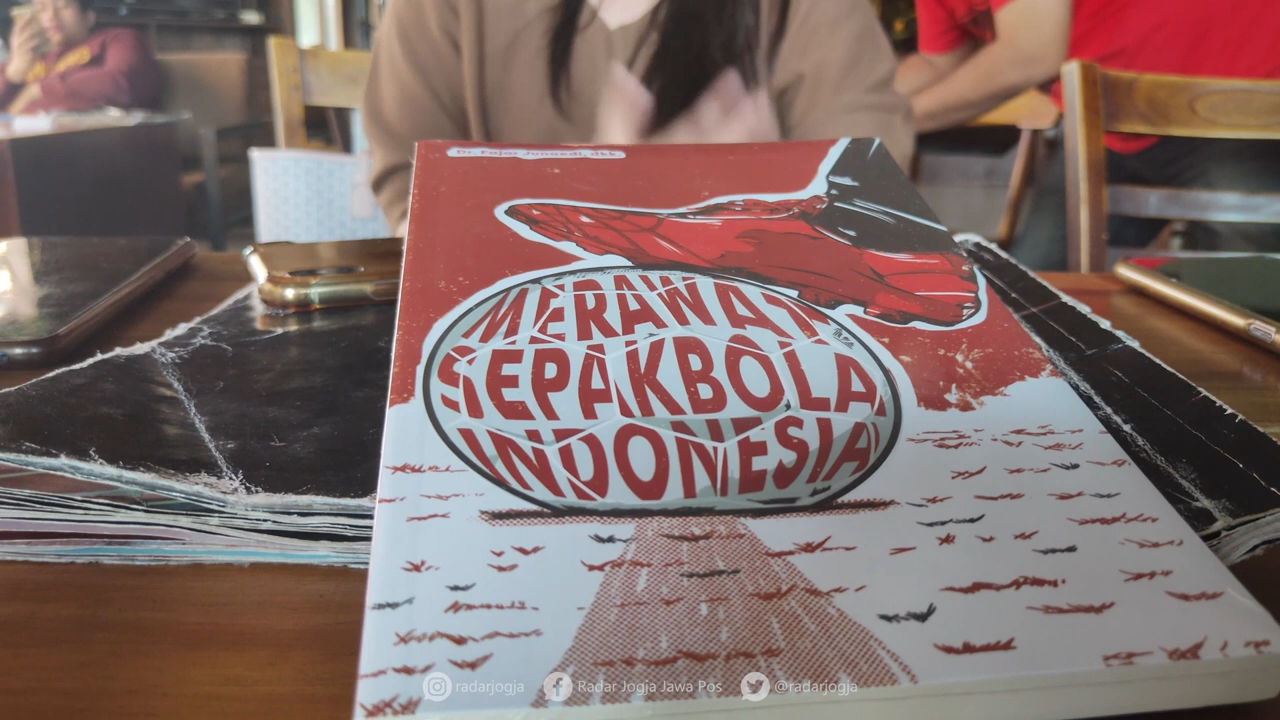 Dr. Fajar Junaedi, dkk.
MERAWAT
SEPAKBOLA
INDONESIA
radarjogja
Radar Jogja Jawa Pos
@radarjogja